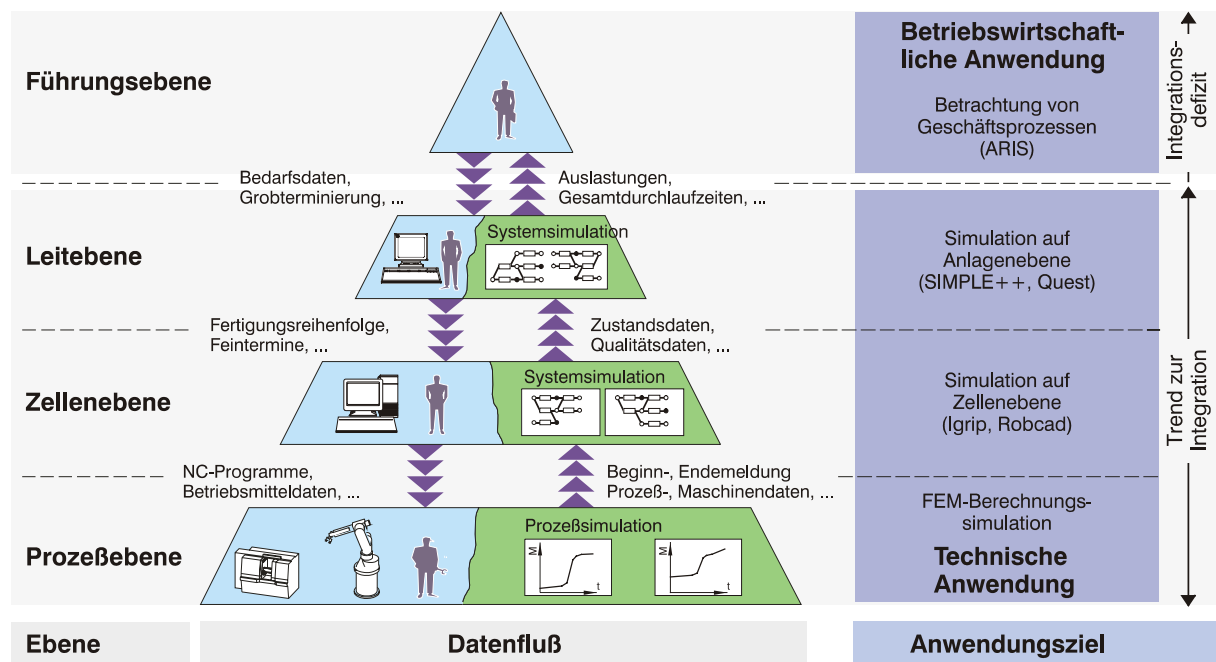 Führungsebene
Betriebswirtschaft-
liche Anwendung
Betrachtung von
Geschäftsprozessen
(ARIS)
Integrations-
defizit
Bedarfsdaten,
Grobterminierung, ...
Auslastungen,
Gesamtdurchlaufzeiten, ...
Leitebene
Systemsimulation
Simulation auf
Anlagenebene
(SIMPLE++, Quest)
Fertigungsreihenfolge,
Feintermine, ...
Zustandsdaten,
Qualitätsdaten, ...
Trend zur
Integration
Zellenebene
Systemsimulation
Simulation auf
Zellenebene
(Igrip, Robcad)
NC-Programme,
Betriebsmitteldaten, ...
Beginn-, Endemeldung
Prozeß-, Maschinendaten, ...
Prozeßebene
Prozeßsimulation
M
t
M
t
FEM-Berechnungs-
simulation
Technische
Anwendung
Ebene
Datenfluß
Anwendungsziel